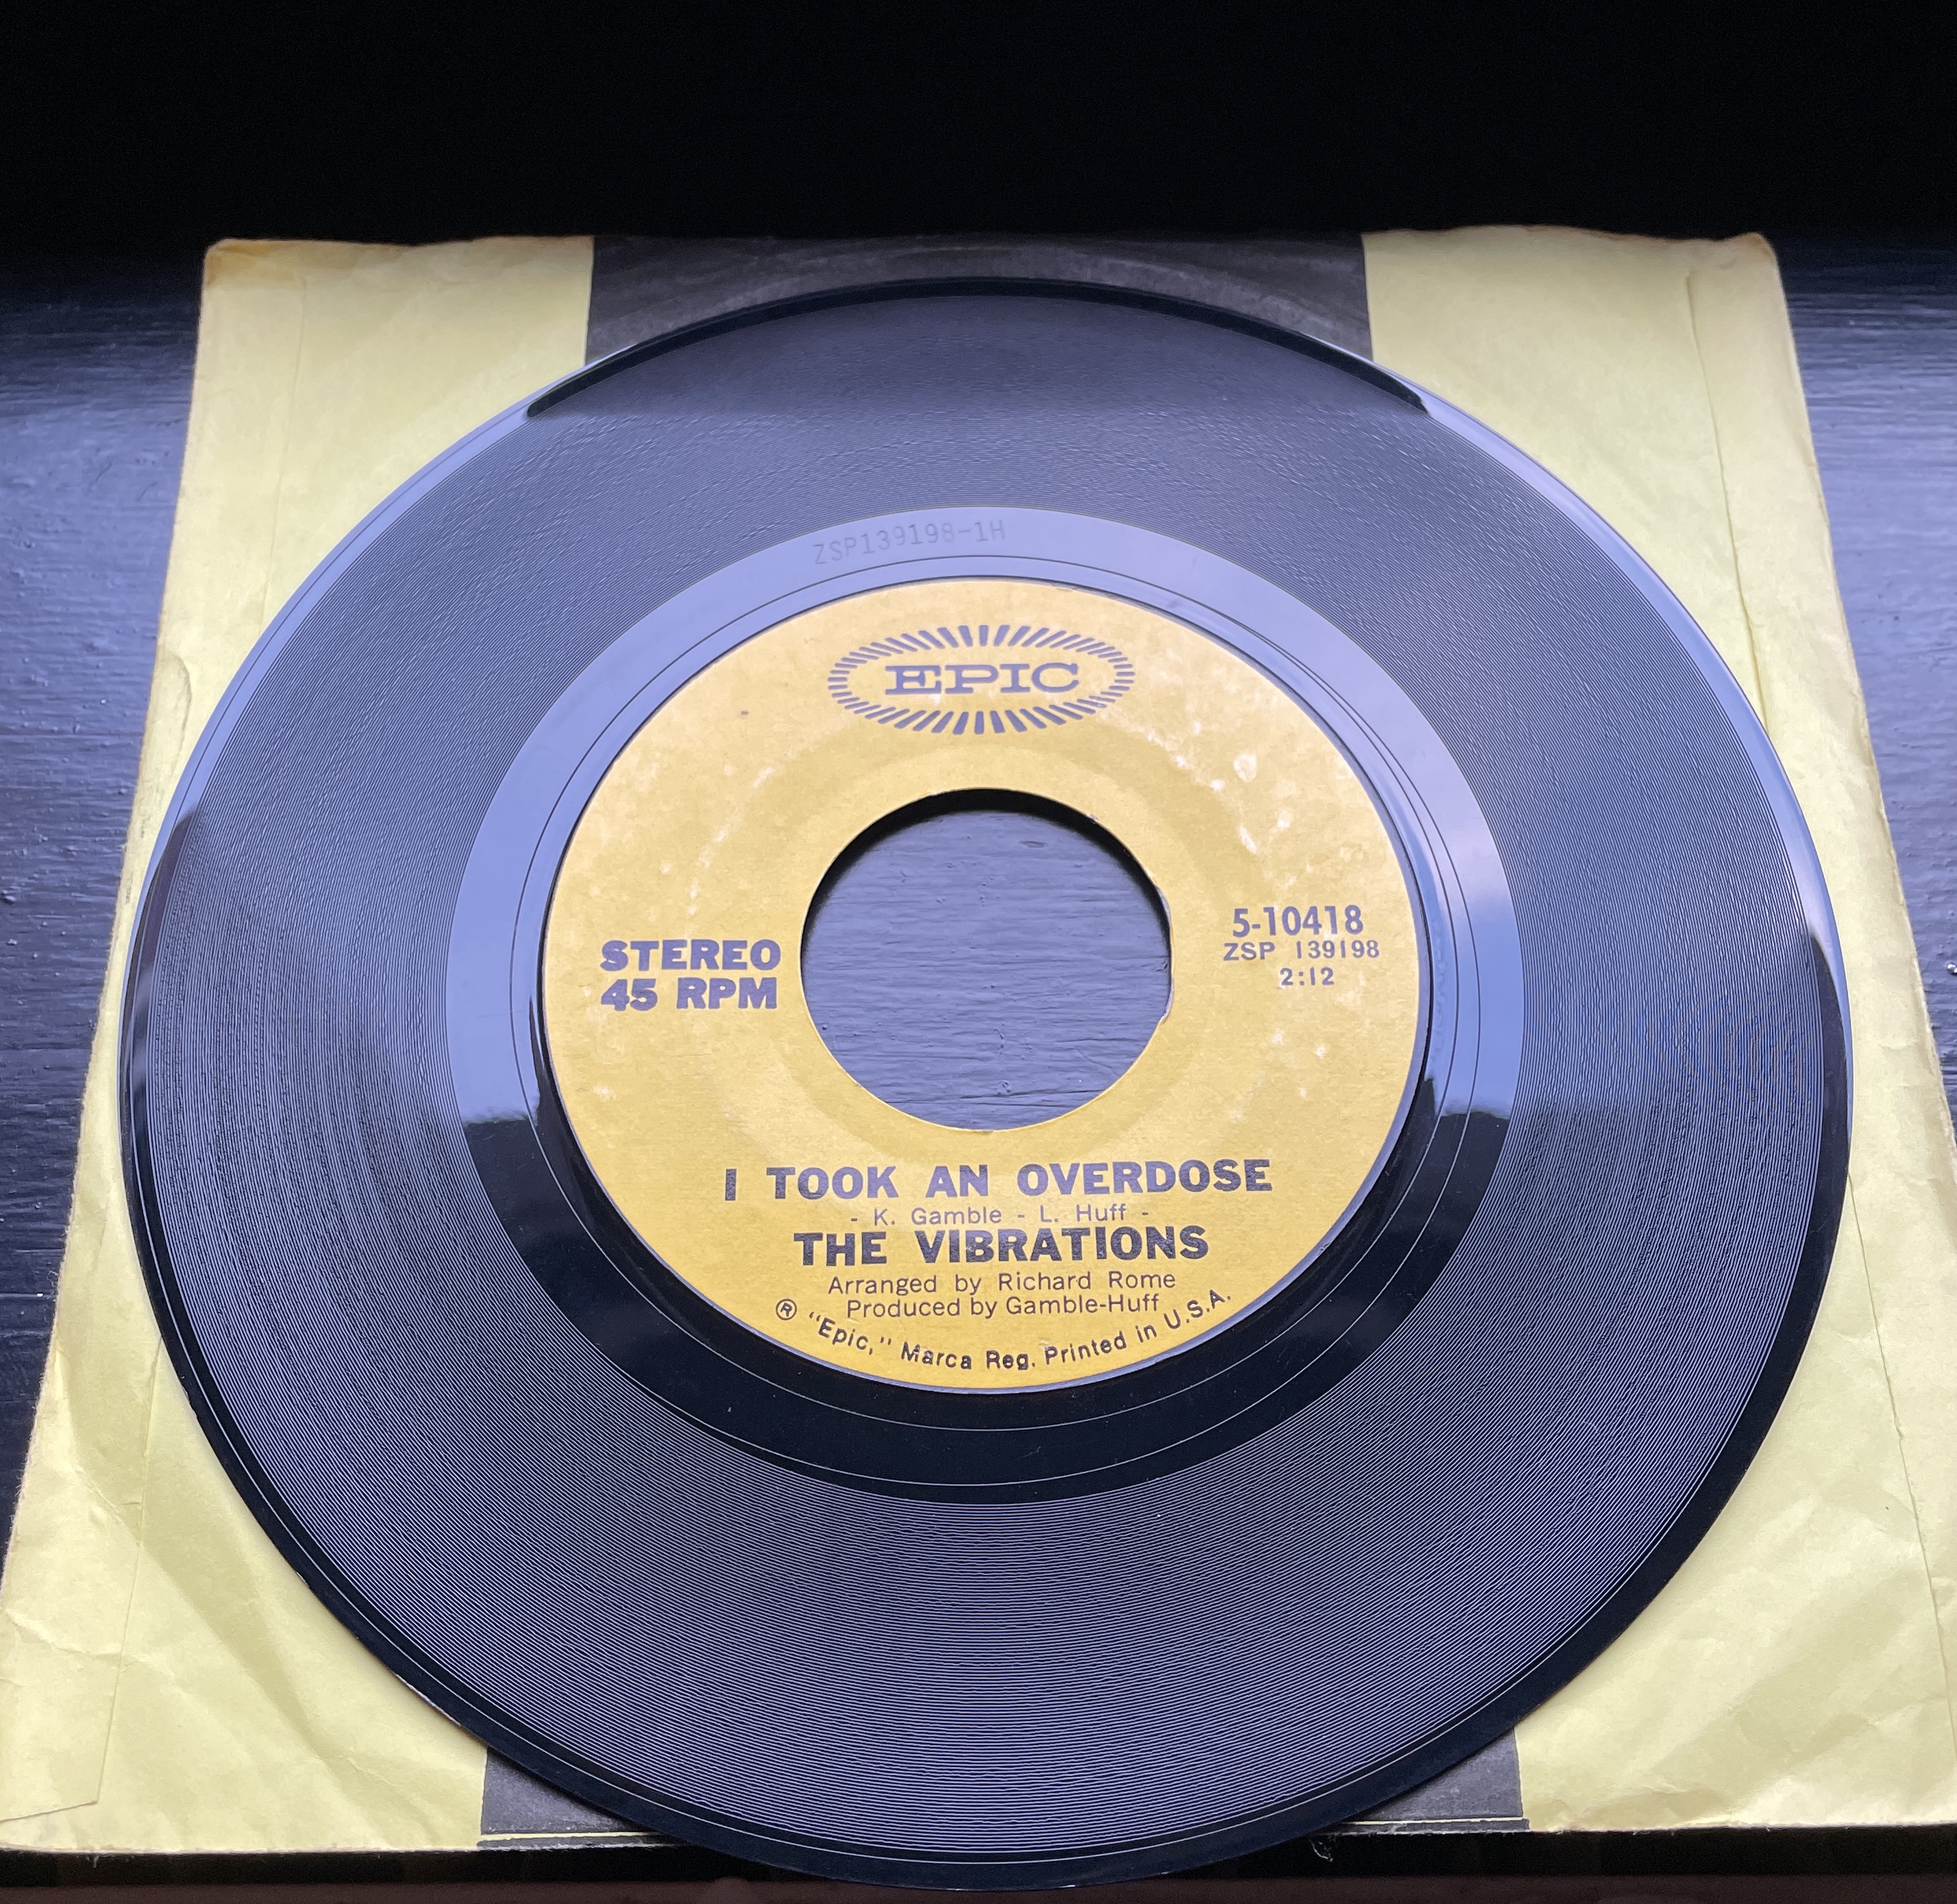 ZSP139198-1H
EPIC
STEREO
45 RPM
5-10418
ZSP 139198
2:12
I TOOK AN OVERDOSE
- K. Gamble - L. Huff -
THE VIBRATIONS
Arranged by Richard Rome
Produced by Gamble-Huff
® "Epic," Marca Reg. Printed in U.S.A.